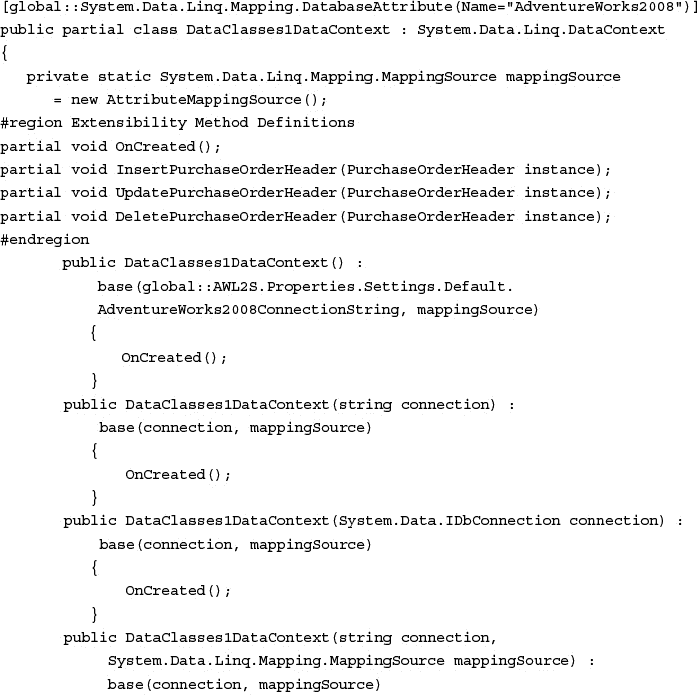 [global::System.Data.Linq.Mapping.DatabaseAttribute(Name="AdventureWorks2008")]
public partial class DataClasses1DataContext : System.Data.Linq.DataContext
{
private static System.Data.Linq.Mapping.MappingSource mappingSource
= new AttributeMappingSource();
#region Extensibility Method Definitions
partial void OnCreated();
partial void InsertPurchaseOrderHeader(PurchaseOrderHeader instance);
partial void UpdatePurchaseOrderHeader(PurchaseOrderHeader instance);
partial void DeletePurchaseOrderHeader(PurchaseOrderHeader instance);
#endregion
public DataClasses1DataContext() :
base(global::AWL2S.Properties.Settings.Default.
AdventureWorks2008ConnectionString, mappingSource)
{
OnCreated();
}
public DataClasses1DataContext(string connection) :
base(connection, mappingSource)
{
OnCreated();
}
public DataClasses1DataContext(System.Data.IDbConnection connection) :
base(connection, mappingSource)
{
OnCreated();
}
public DataClasses1DataContext(string connection,
System.Data.Linq.Mapping.MappingSource mappingSource) :
base(connection, mappingSource)